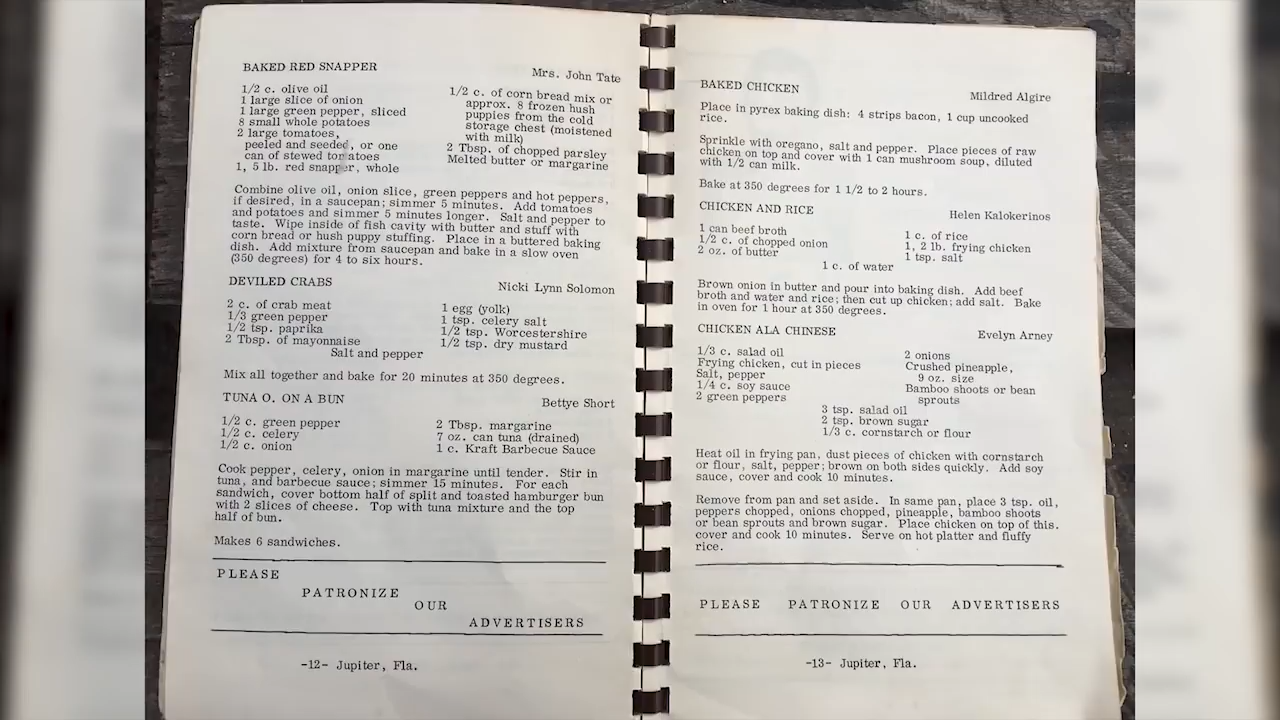 BAKED RED SNAPPER
Mrs. John Tate
1/2 c. olive oil
1 large slice of onion
1 large green pepper, sliced
8 small whole potatoes
2 large tomatoes,
peeled and seeded, or one
can of stewed tomatoes
1, 5 lb. red snapper, whole
1/2 c. of corn bread mix or
approx. 8 frozen hush
puppies from the cold
storage chest (moistened
with milk)
2 Tbsp. of chopped parsley
Melted butter or margarine
Combine olive oil, onion slice, green peppers and hot peppers,
if desired, in a saucepan; simmer 5 minutes. Add tomatoes
and potatoes and simmer 5 minutes longer. Salt and pepper to
taste. Wipe inside of fish cavity with butter and stuff with
corn bread or hush puppy stuffing. Place in a buttered baking
dish. Add mixture from saucepan and bake in a slow oven
(350 degrees) for 4 to six hours.
DEVILED CRABS
Nicki Lynn Solomon
2 c. of crab meat
1/3 green pepper
1/2 tsp. paprika
2 Tbsp. of mayonnaise
1 egg (yolk)
1 tsp. celery salt
1/2 tsp. Worcestershire
1/2 tsp. dry mustard
Salt and pepper
Mix all together and bake for 20 minutes at 350 degrees.
TUNA O. ON A BUN
Bettye Short
1/2 c. green pepper
1/2 c. celery
1/2 c. onion
2 Tbsp. margarine
7 oz. can tuna (drained)
1 c. Kraft Barbecue Sauce
Cook pepper, celery, onion in margarine until tender. Stir in
tuna, and barbecue sauce; simmer 15 minutes. For each
sandwich, cover bottom half of split and toasted hamburger bun
with 2 slices of cheese. Top with tuna mixture and the top
half of bun.
Makes 6 sandwiches.
PLEASE
PATRONIZE
OUR
ADVERTISERS
-12- Jupiter, Fla.
BAKED CHICKEN
Mildred Algire
Place in pyrex baking dish: 4 strips bacon, 1 cup uncooked
rice.
Sprinkle with oregano, salt and pepper. Place pieces of raw
chicken on top and cover with 1 can mushroom soup, diluted
with 1/2 can milk.
Bake at 350 degrees for 1 1/2 to 2 hours.
CHICKEN AND RICE
Helen Kalokerinos
1 can beef broth
1/2 c. of chopped onion
2 oz. of butter
1 c. of rice
1, 2 lb. frying chicken
1 tsp. salt
1 c. of water
Brown onion in butter and pour into baking dish. Add beef
broth and water and rice; then cut up chicken; add salt. Bake
in oven for 1 hour at 350 degrees.
CHICKEN ALA CHINESE
Evelyn Arney
1/3 c. salad oil
Frying chicken, cut in pieces
Salt, pepper
1/4 c. soy sauce
2 green peppers
2 onions
Crushed pineapple,
9 oz. size
Bamboo shoots or bean
sprouts
3 tsp. salad oil
2 tsp. brown sugar
1/3 c. cornstarch or flour
Heat oil in frying pan, dust pieces of chicken with cornstarch
or flour, salt, pepper; brown on both sides quickly. Add soy
sauce, cover and cook 10 minutes.
Remove from pan and set aside. In same pan, place 3 tsp. oil,
peppers chopped, onions chopped, pineapple, bamboo shoots
or bean sprouts and brown sugar. Place chicken on top of this.
cover and cook 10 minutes. Serve on hot platter and fluffy
rice.
PLEASE PATRONIZE OUR ADVERTISERS
-13- Jupiter, Fla.